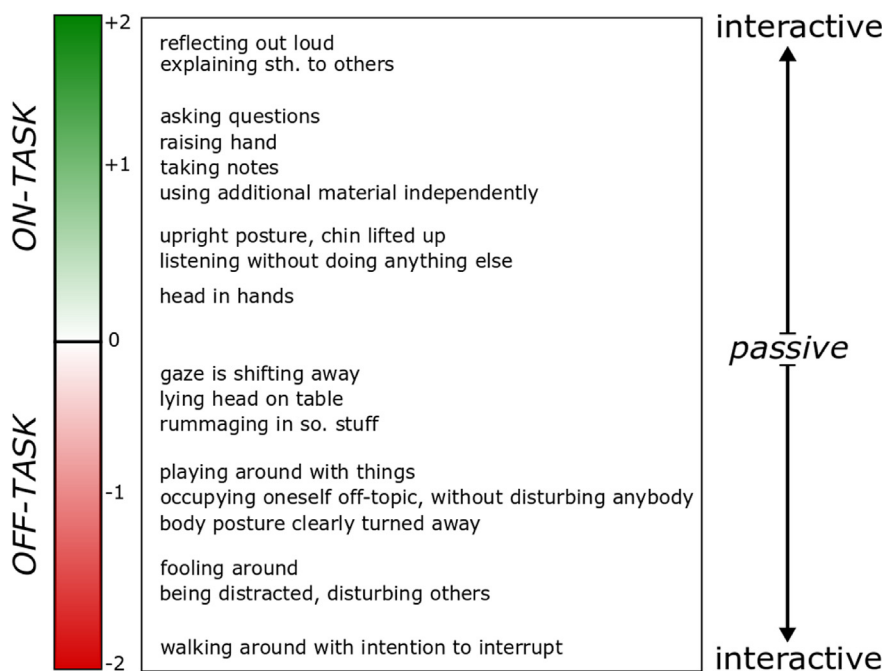 +2
interactive
reflecting out loud
explaining sth. to others
ON-TASK
asking questions
raising hand
+1
taking notes
using additional material independently
upright posture, chin lifted up
listening without doing anything else
head in hands
0
passive
gaze is shifting away
lying head on table
rummaging in so. stuff
OFF-TASK
playing around with things
-1
occupying oneself off-topic, without disturbing anybody
body posture clearly turned away
fooling around
being distracted, disturbing others
walking around with intention to interrupt
-2
interactive